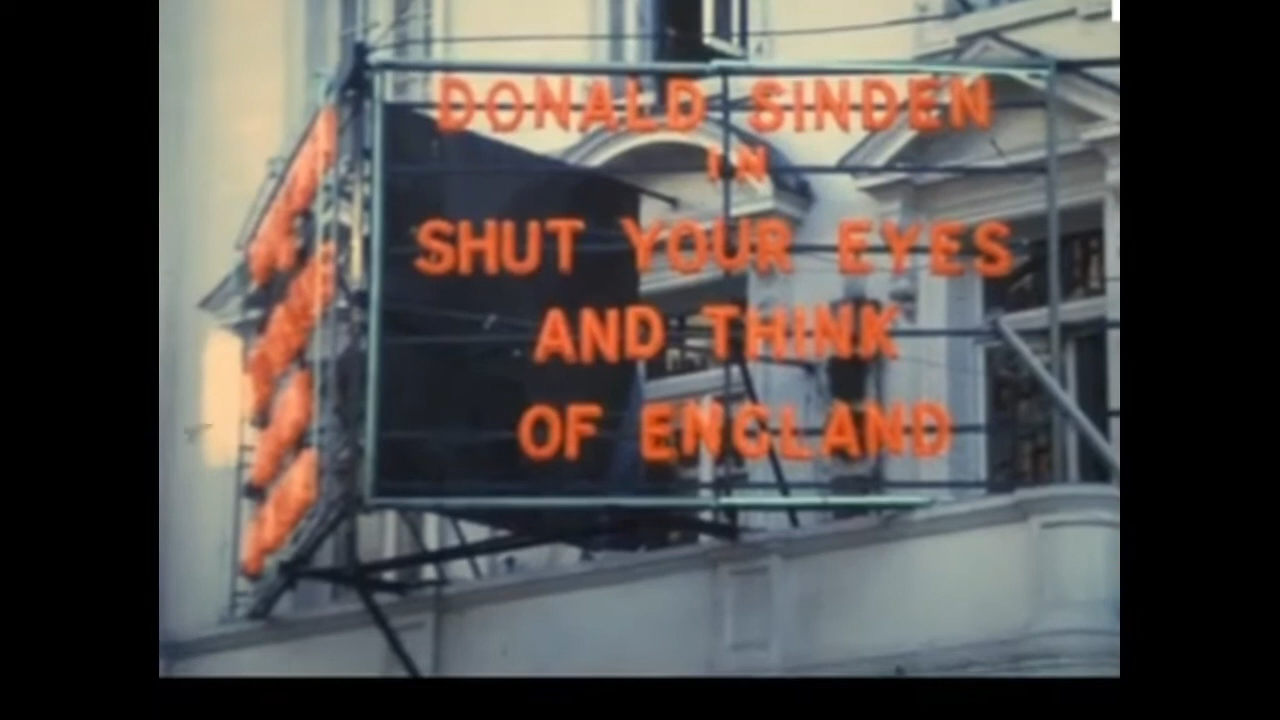 DONALD SINDEN
IN
SHUT YOUR EYES
AND THINK
OF ENGLAND